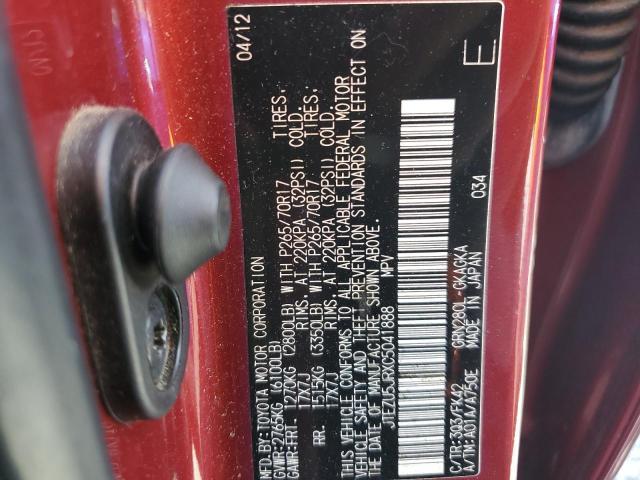 MFD.BY:TOYOTA MOTOR CORPORATION 04/12
GVWR:2765KG (6100LB)
GAWR:FRT. 1270KG (2800LB) WITH P265/70R17 TIRES,
17X7J RIMS, AT 220KPA (32PSI) COLD.
RR. 1515KG (3350LB) WITH P265/70R17 TIRES,
17X7J RIMS, AT 220KPA (32PSI) COLD.
THIS VEHICLE CONFORMS TO ALL APPLICABLE FEDERAL MOTOR
VEHICLE SAFETY AND THEFT PREVENTION STANDARDS IN EFFECT ON
THE DATE OF MANUFACTURE SHOWN ABOVE.
JTEZU5JRXC5041888 MPV
034
C/TR:3Q3/FK42 GRN280L-GKAGKA
A/TM:A01A/A750E MADE IN JAPAN
E